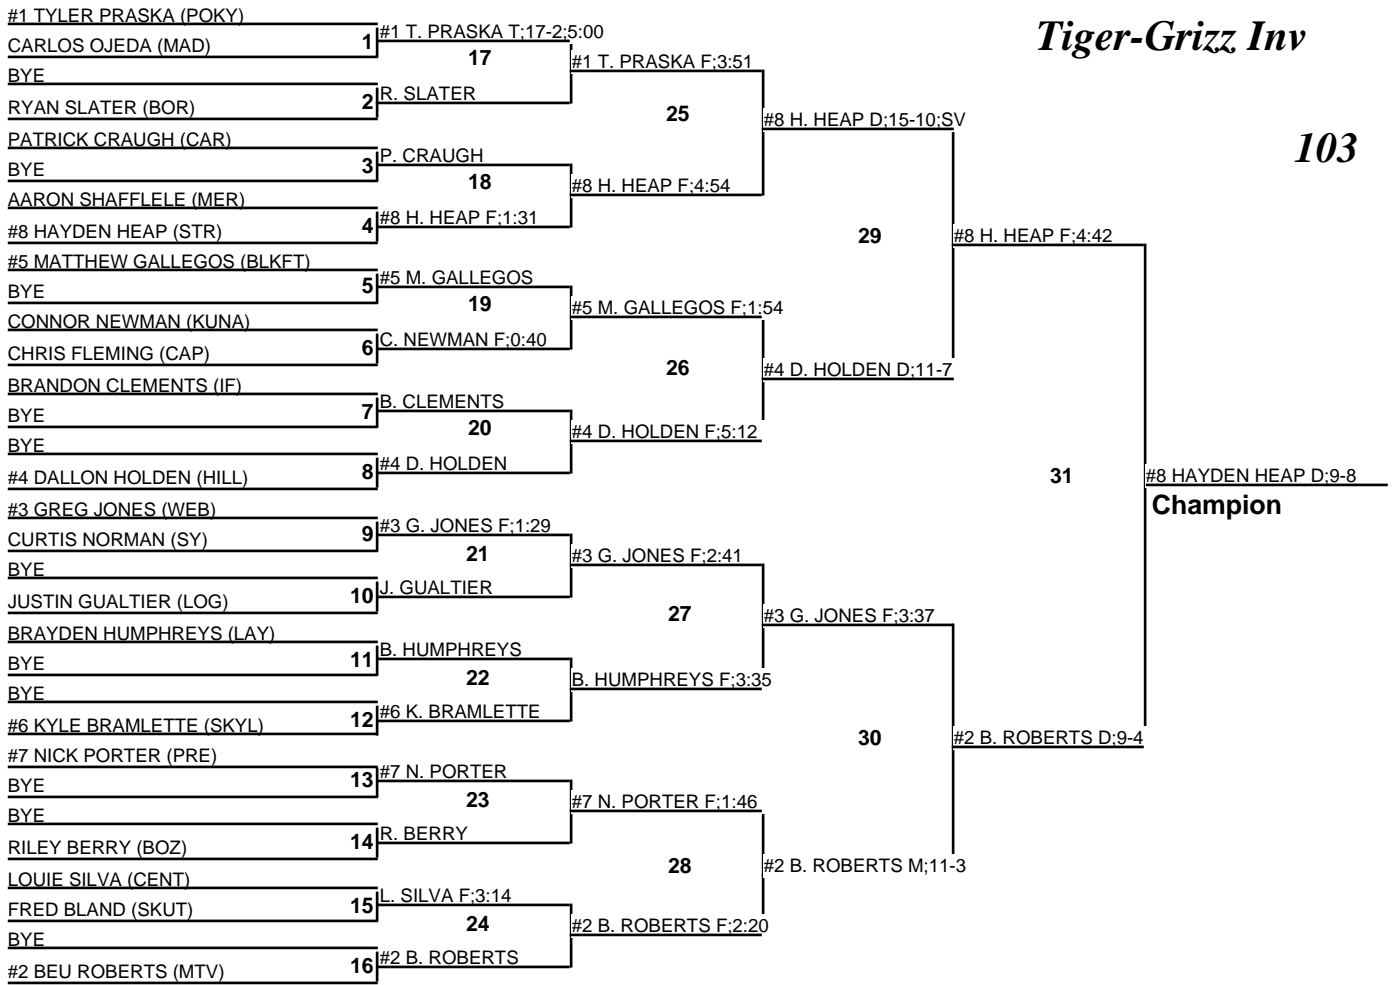 Tiger-Grizz Inv
103
#1 TYLER PRASKA (POKY)
CARLOS OJEDA (MAD)
BYE
RYAN SLATER (BOR)
PATRICK CRAUGH (CAR)
BYE
AARON SHAFFLELE (MER)
#8 HAYDEN HEAP (STR)
#5 MATTHEW GALLEGOS (BLKFT)
BYE
CONNOR NEWMAN (KUNA)
CHRIS FLEMING (CAP)
BRANDON CLEMENTS (IF)
BYE
BYE
#4 DALLON HOLDEN (HILL)
#3 GREG JONES (WEB)
CURTIS NORMAN (SY)
BYE
JUSTIN GUALTIER (LOG)
BRAYDEN HUMPHREYS (LAY)
BYE
BYE
#6 KYLE BRAMLETTE (SKYL)
#7 NICK PORTER (PRE)
BYE
BYE
RILEY BERRY (BOZ)
LOUIE SILVA (CENT)
FRED BLAND (SKUT)
BYE
#2 BEU ROBERTS (MTV)
1
2
3
4
5
6
7
8
9
10
11
12
13
14
15
16
#1 T. PRASKA T;17-2;5:00
17
R. SLATER
P. CRAUGH
18
#8 H. HEAP F;1:31
#5 M. GALLEGOS
19
C. NEWMAN F;0:40
B. CLEMENTS
20
#4 D. HOLDEN
#3 G. JONES F;1:29
21
J. GUALTIER
B. HUMPHREYS
22
#6 K. BRAMLETTE
#7 N. PORTER
23
R. BERRY
L. SILVA F;3:14
24
#2 B. ROBERTS
#1 T. PRASKA F;3:51
25
#8 H. HEAP F;4:54
#5 M. GALLEGOS F;1:54
26
#4 D. HOLDEN F;5:12
#3 G. JONES F;2:41
27
B. HUMPHREYS F;3:35
#7 N. PORTER F;1:46
28
#2 B. ROBERTS F;2:20
#8 H. HEAP D;15-10;SV
29
#4 D. HOLDEN D;11-7
#3 G. JONES F;3:37
30
#2 B. ROBERTS M;11-3
#8 H. HEAP F;4:42
31
#2 B. ROBERTS D;9-4
#8 HAYDEN HEAP D;9-8
Champion